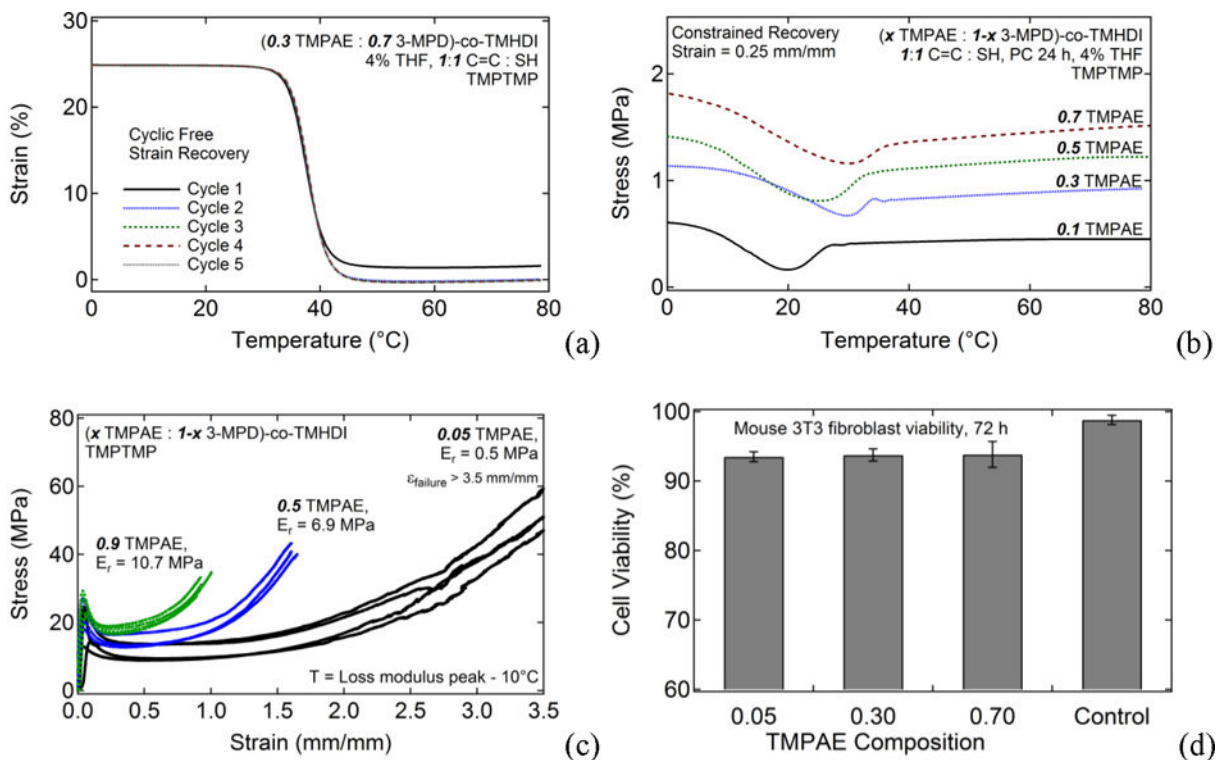 30
20
10
0
Strain (%)
(0.3 TMPAE : 0.7 3-MPD)-co-TMHDI
4% THF, 1:1 C=C : SH
TMPTMP
Cyclic Free
Strain Recovery
Cycle 1
Cycle 2
Cycle 3
Cycle 4
Cycle 5
0 20 40 60 80
Temperature (°C)
(a)
2
1
0
Stress (MPa)
Constrained Recovery
Strain = 0.25 mm/mm
(x TMPAE : 1-x 3-MPD)-co-TMHDI
1:1 C=C : SH, PC 24 h, 4% THF
TMPTMP
0.7 TMPAE
0.5 TMPAE
0.3 TMPAE
0.1 TMPAE
0 20 40 60 80
Temperature (°C)
(b)
80
60
40
20
0
Stress (MPa)
(x TMPAE : 1-x 3-MPD)-co-TMHDI
TMPTMP
0.05 TMPAE,
Er = 0.5 MPa
εfailure > 3.5 mm/mm
0.5 TMPAE,
Er = 6.9 MPa
0.9 TMPAE,
Er = 10.7 MPa
T = Loss modulus peak - 10°C
0.0 0.5 1.0 1.5 2.0 2.5 3.0 3.5
Strain (mm/mm)
(c)
100
90
80
70
60
Cell Viability (%)
Mouse 3T3 fibroblast viability, 72 h
0.05 0.30 0.70 Control
TMPAE Composition
(d)